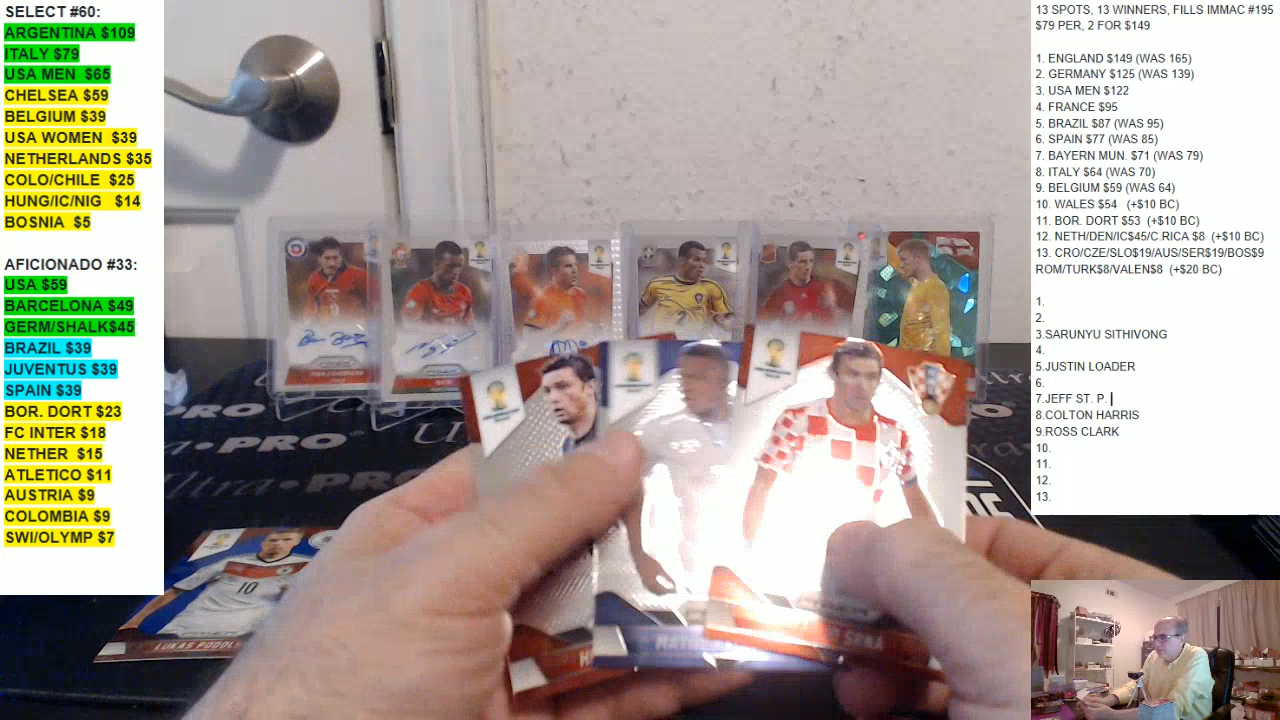 SELECT #60:
ARGENTINA $109
ITALY $79
USA MEN $65
CHELSEA $59
BELGIUM $39
USA WOMEN $39
NETHERLANDS $35
COLO/CHILE $25
HUNG/IC/NIG $14
BOSNIA $5
AFICIONADO #33:
USA $59
BARCELONA $49
GERM/SHALK$45
BRAZIL $39
JUVENTUS $39
SPAIN $39
BOR. DORT $23
FC INTER $18
NETHER $15
ATLETICO $11
AUSTRIA $9
COLOMBIA $9
SWI/OLYMP $7
13 SPOTS, 13 WINNERS, FILLS IMMAC #195
$79 PER, 2 FOR $149
1. ENGLAND $149 (WAS 165)
2. GERMANY $125 (WAS 139)
3. USA MEN $122
4. FRANCE $95
5. BRAZIL $87 (WAS 95)
6. SPAIN $77 (WAS 85)
7. BAYERN MUN. $71 (WAS 79)
8. ITALY $64 (WAS 70)
9. BELGIUM $59 (WAS 64)
10. WALES $54 (+$10 BC)
11. BOR. DORT $53 (+$10 BC)
12. NETH/DEN/IC$45/C.RICA $8 (+$10 BC)
13. CRO/CZE/SLO$19/AUS/SER$19/BOS$9
ROM/TURK$8/VALEN$8 (+$20 BC)
1.
2.
3.SARUNYU SITHIVONG
4.
5.JUSTIN LOADER
6.
7.JEFF ST. P.
8.COLTON HARRIS
9.ROSS CLARK
10.
11.
12.
13.
10
LUKAS PODOL
PRO